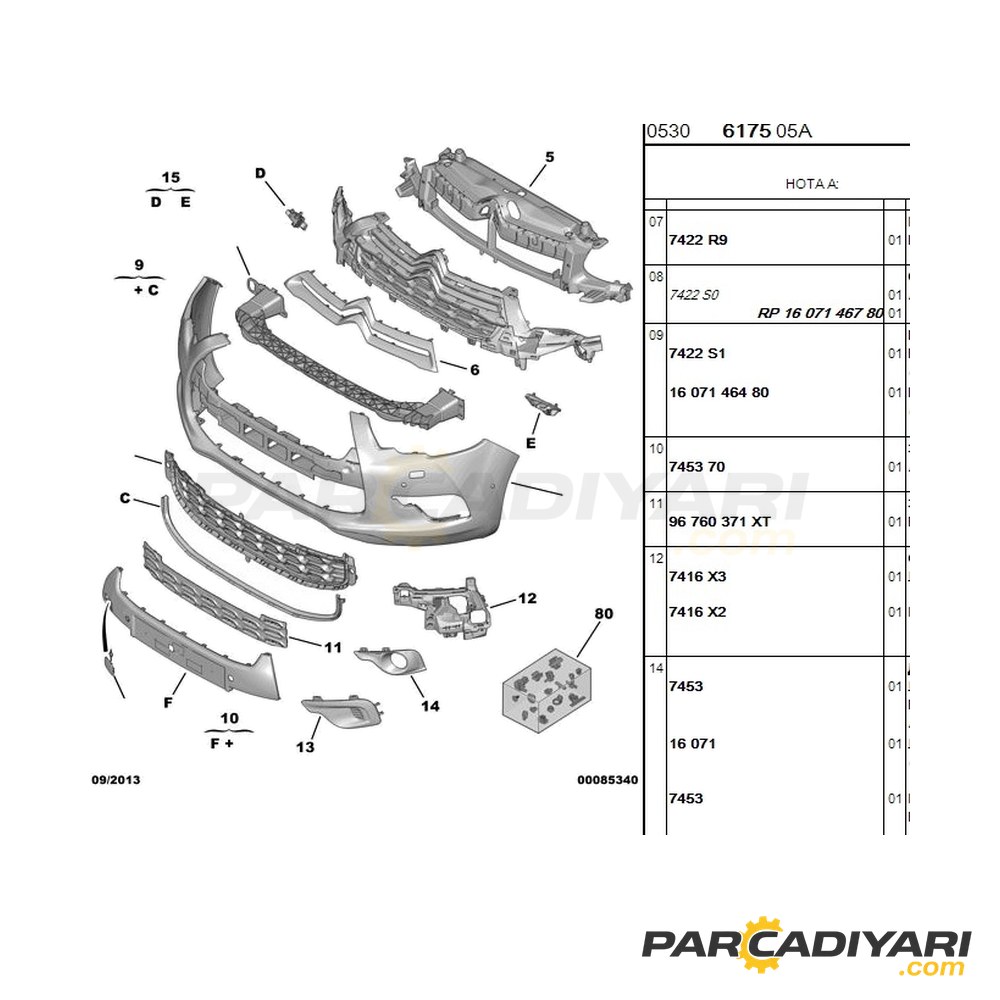 15
D E
D
5
9
+ C
6
E
C
12
11
80
F
14
10
F +
13
09/2013
00085340
0530 6175 05A
HOTA A:
07
7422 R9 01
08
7422 S0 01
RP 16 071 467 80 01
09
7422 S1 01
16 071 464 80 01
10
7453 70 01
11
96 760 371 XT 01
12
7416 X3 01
7416 X2 01
14
7453 01
16 071 01
7453 01
PARCADIYARI
.com
PARCADIYARI
.com